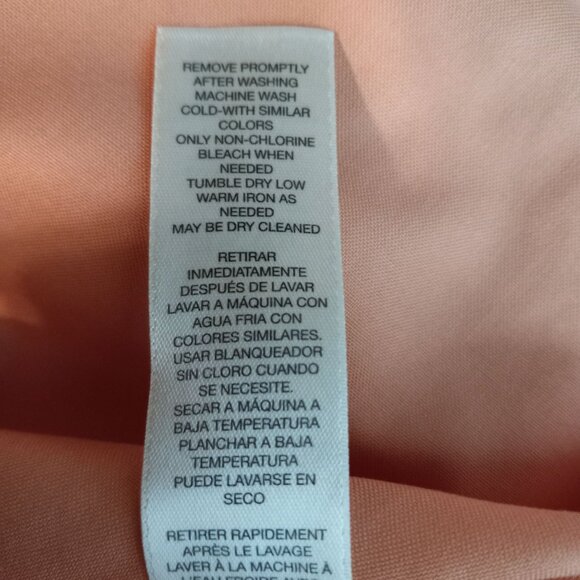 REMOVE PROMPTLY
AFTER WASHING
MACHINE WASH
COLD-WITH SIMILAR
COLORS
ONLY NON-CHLORINE
BLEACH WHEN
NEEDED
TUMBLE DRY LOW
WARM IRON AS
NEEDED
MAY BE DRY CLEANED
RETIRAR
INMEDIATAMENTE
DESPUÉS DE LAVAR
LAVAR A MÁQUINA CON
AGUA FRIA CON
COLORES SIMILARES.
USAR BLANQUEADOR
SIN CLORO CUANDO
SE NECESITE.
SECAR A MÁQUINA A
BAJA TEMPERATURA
PLANCHAR A BAJA
TEMPERATURA
PUEDE LAVARSE EN
SECO
RETIRER RAPIDEMENT
APRÈS LE LAVAGE
LAVER À LA MACHINE À
L'EAU FROIDE AVEC